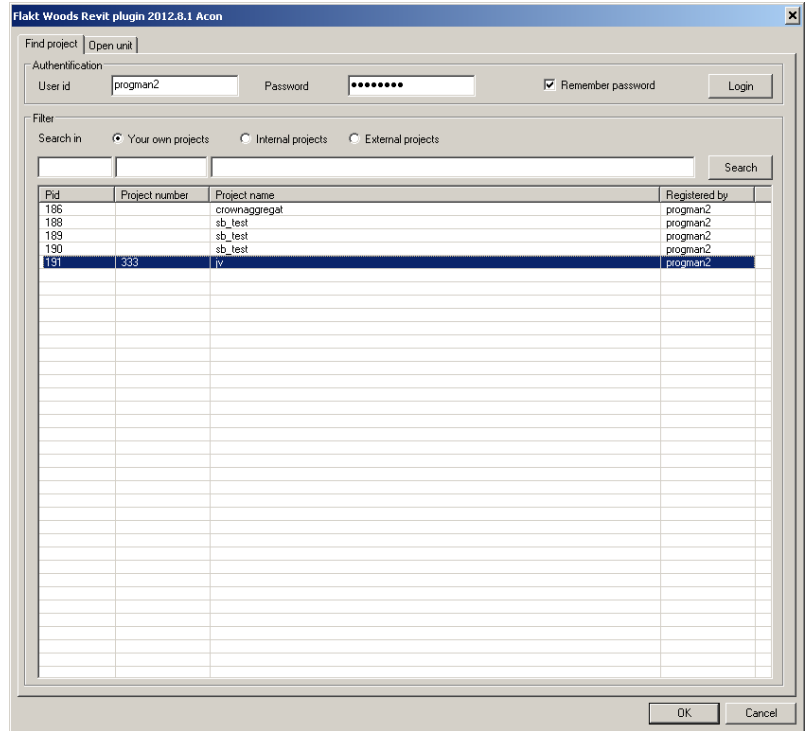 Flakt Woods Revit plugin 2012.8.1 Acon
Find project Open unit
Authentification
User id progman2 Password ●●●●●●●● Remember password Login
Filter
Search in Your own projects Internal projects External projects
Search
Pid Project number Project name Registered by
186 crownaggregat progman2
188 sb_test progman2
189 sb_test progman2
190 sb_test progman2
191 333 jv progman2
OK Cancel